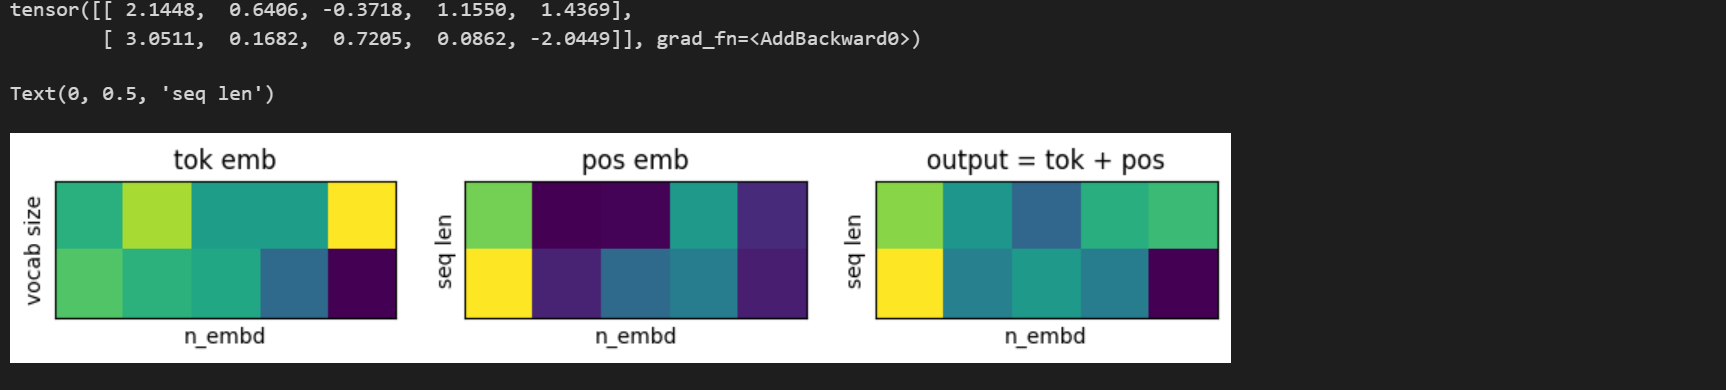 tensor([[ 2.1448,  0.6406, -0.3718,  1.1550,  1.4369],
        [ 3.0511,  0.1682,  0.7205,  0.0862, -2.0449]], grad_fn=<AddBackward0>)
Text(0, 0.5, 'seq len')
tok emb
vocab size
n_embd
pos emb
seq len
n_embd
output = tok + pos
seq len
n_embd